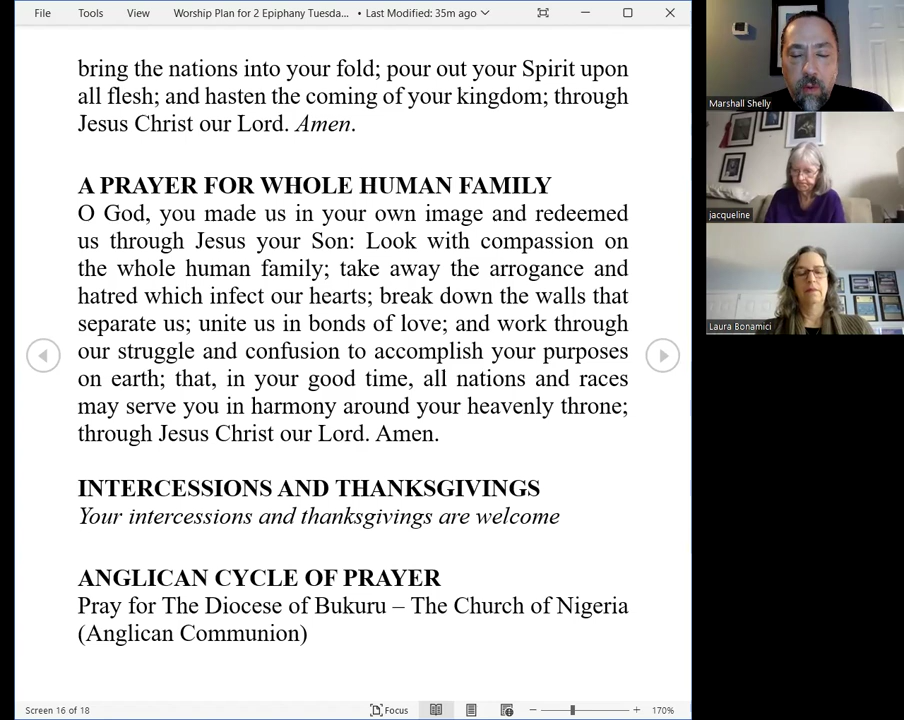 File Tools View Worship Plan for 2 Epiphany Tuesda... • Last Modified: 35m ago
bring the nations into your fold; pour out your Spirit upon
all flesh; and hasten the coming of your kingdom; through
Jesus Christ our Lord. Amen.
A PRAYER FOR WHOLE HUMAN FAMILY
O God, you made us in your own image and redeemed
us through Jesus your Son: Look with compassion on
the whole human family; take away the arrogance and
hatred which infect our hearts; break down the walls that
separate us; unite us in bonds of love; and work through
our struggle and confusion to accomplish your purposes
on earth; that, in your good time, all nations and races
may serve you in harmony around your heavenly throne;
through Jesus Christ our Lord. Amen.
INTERCESSIONS AND THANKSGIVINGS
Your intercessions and thanksgivings are welcome
ANGLICAN CYCLE OF PRAYER
Pray for The Diocese of Bukuru – The Church of Nigeria
(Anglican Communion)
Screen 16 of 18 Focus 170%
Marshall Shelly
jacqueline
Laura Bonamici